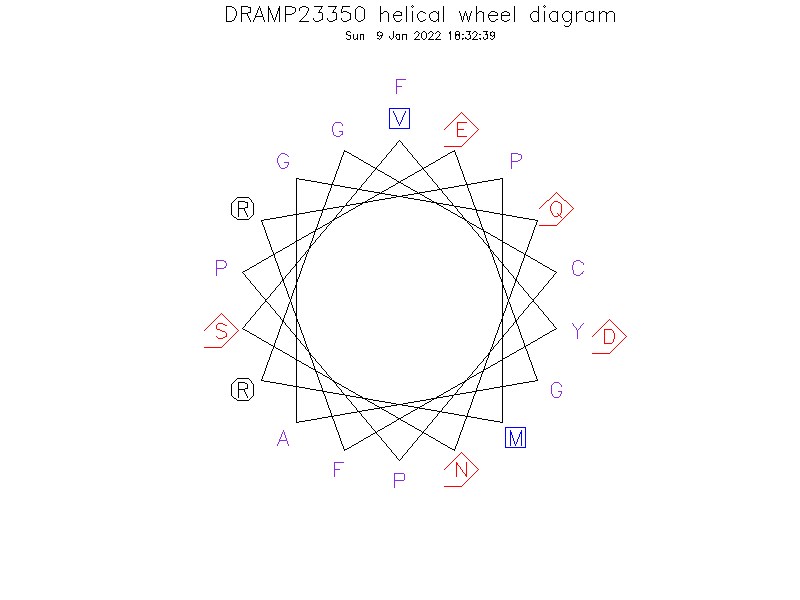 DRAMP23350 helical wheel diagram
Sun 9 Jan 2022 18:32:39
F
V
G
E
G
P
R
Q
P
C
S
Y
D
R
G
A
M
F
N
P